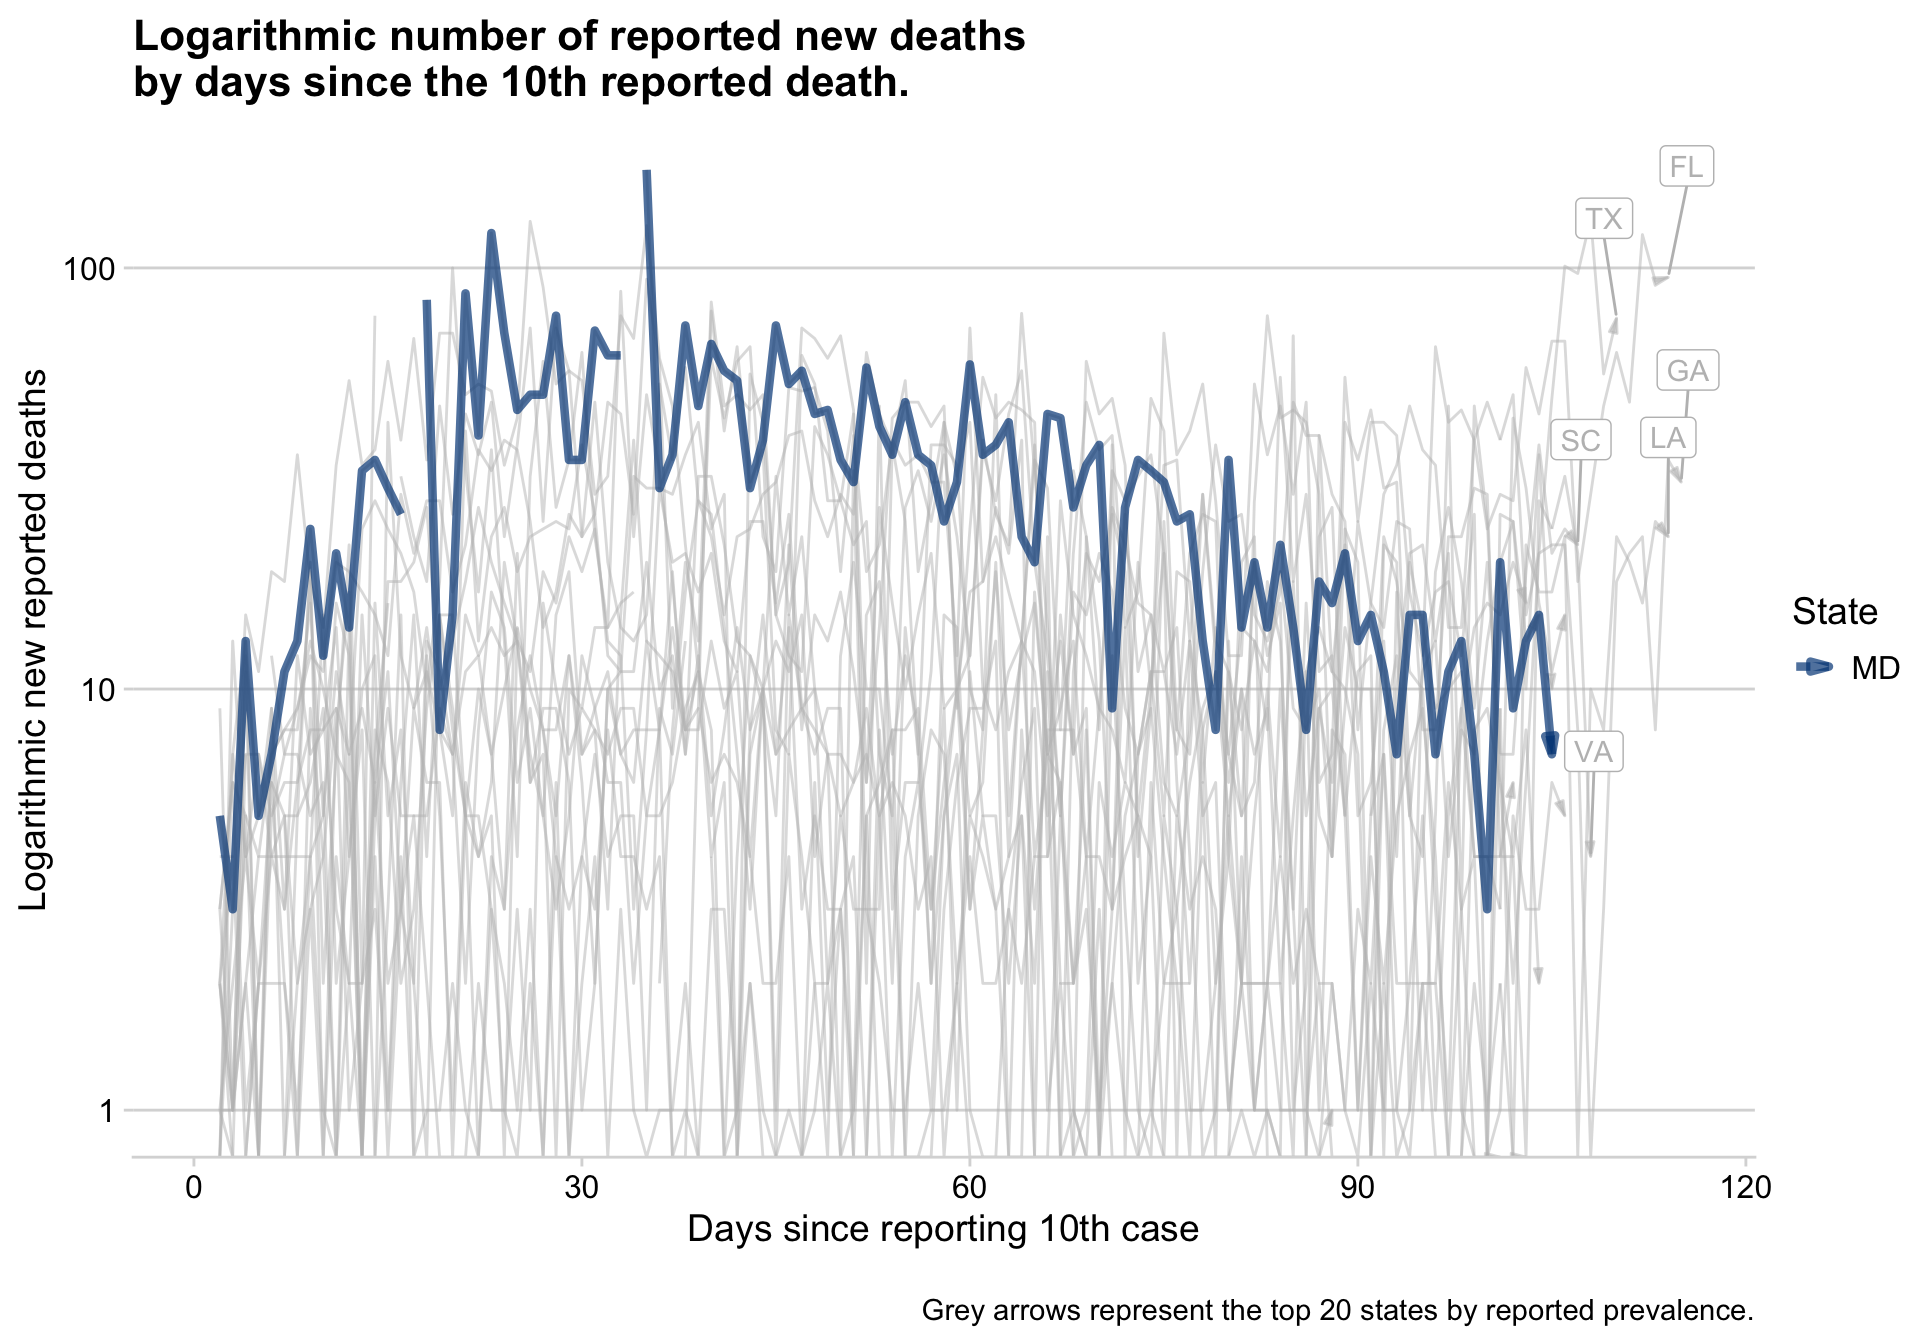 Logarithmic number of reported new deaths
by days since the 10th reported death.
FL
TX
100
GA
SC
LA
Logarithmic new reported deaths
State
MD
10
VA
1
0
30
60
90
120
Days since reporting 10th case
Grey arrows represent the top 20 states by reported prevalence.